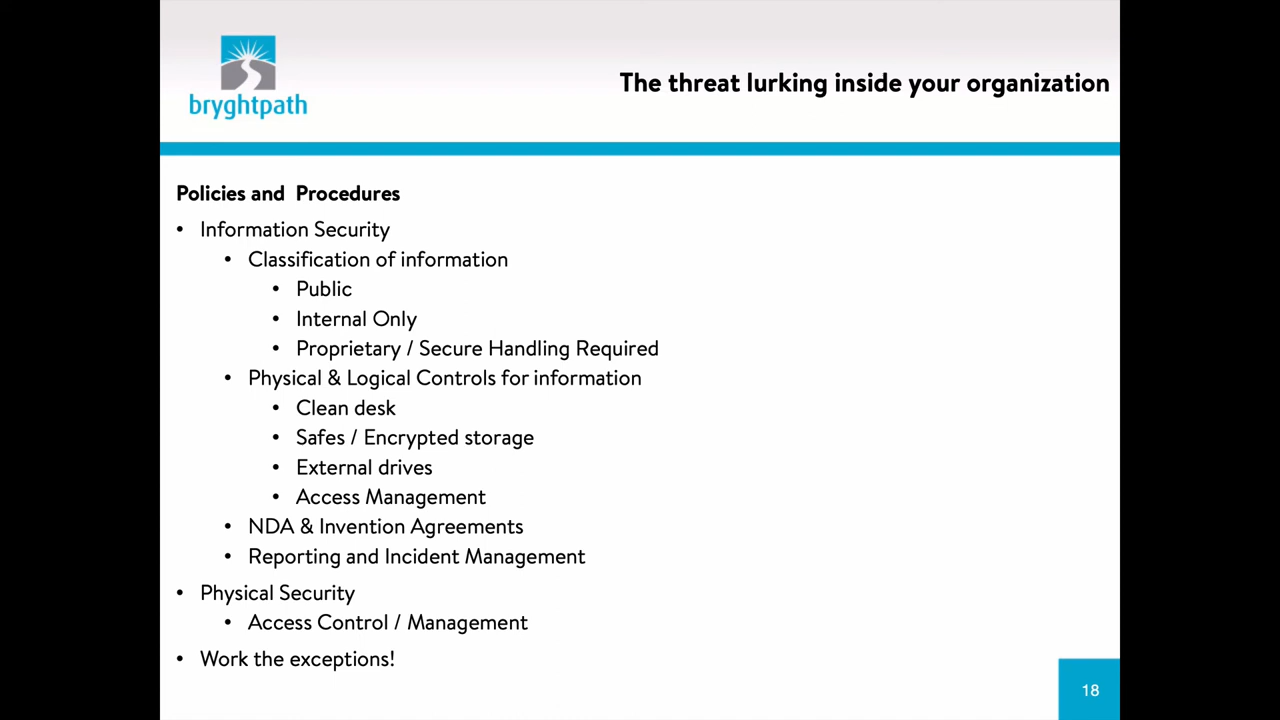 bryghtpath
The threat lurking inside your organization
Policies and  Procedures
• Information Security
• Classification of information
• Public
• Internal Only
• Proprietary / Secure Handling Required
• Physical & Logical Controls for information
• Clean desk
• Safes / Encrypted storage
• External drives
• Access Management
• NDA & Invention Agreements
• Reporting and Incident Management
• Physical Security
• Access Control / Management
• Work the exceptions!
18